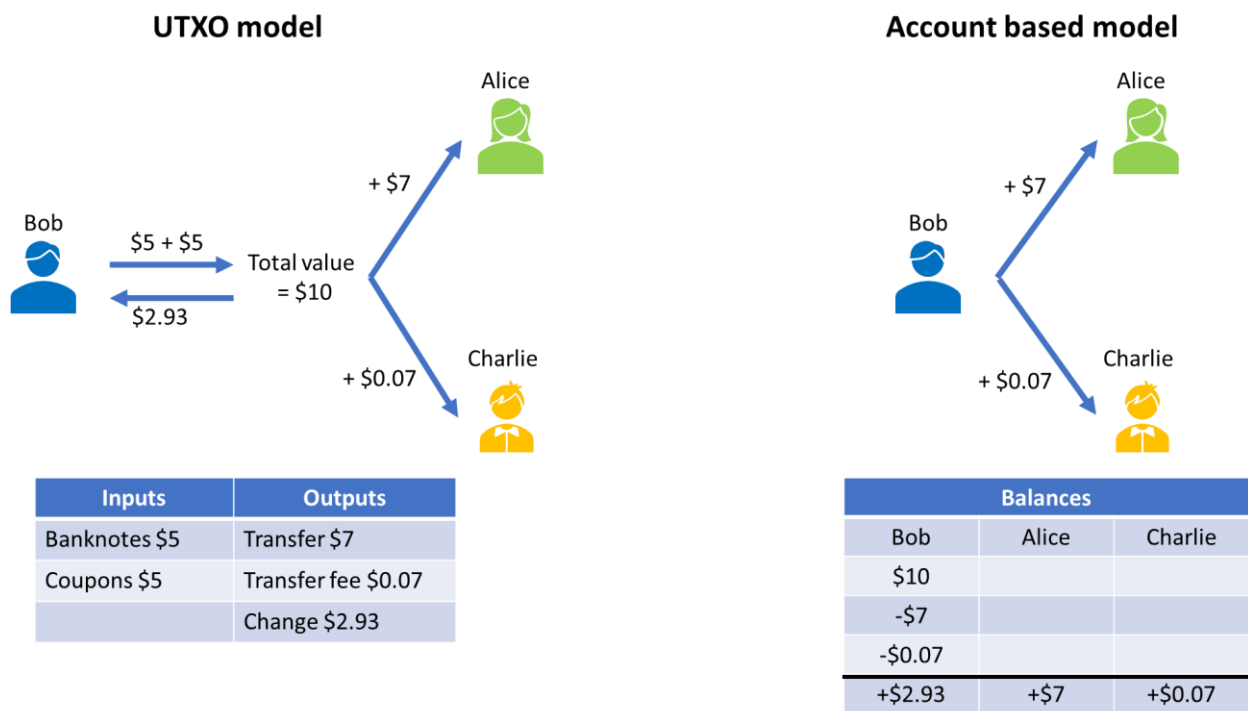 UTXO model
Alice
+ $7
Bob
$5 + $5
Total value
= $10
$2.93
+ $0.07
Charlie
Inputs Outputs
Banknotes $5 Transfer $7
Coupons $5 Transfer fee $0.07
Change $2.93
Account based model
Alice
+ $7
Bob
+ $0.07
Charlie
Balances
Bob Alice Charlie
$10
-$7
-$0.07
+$2.93 +$7 +$0.07